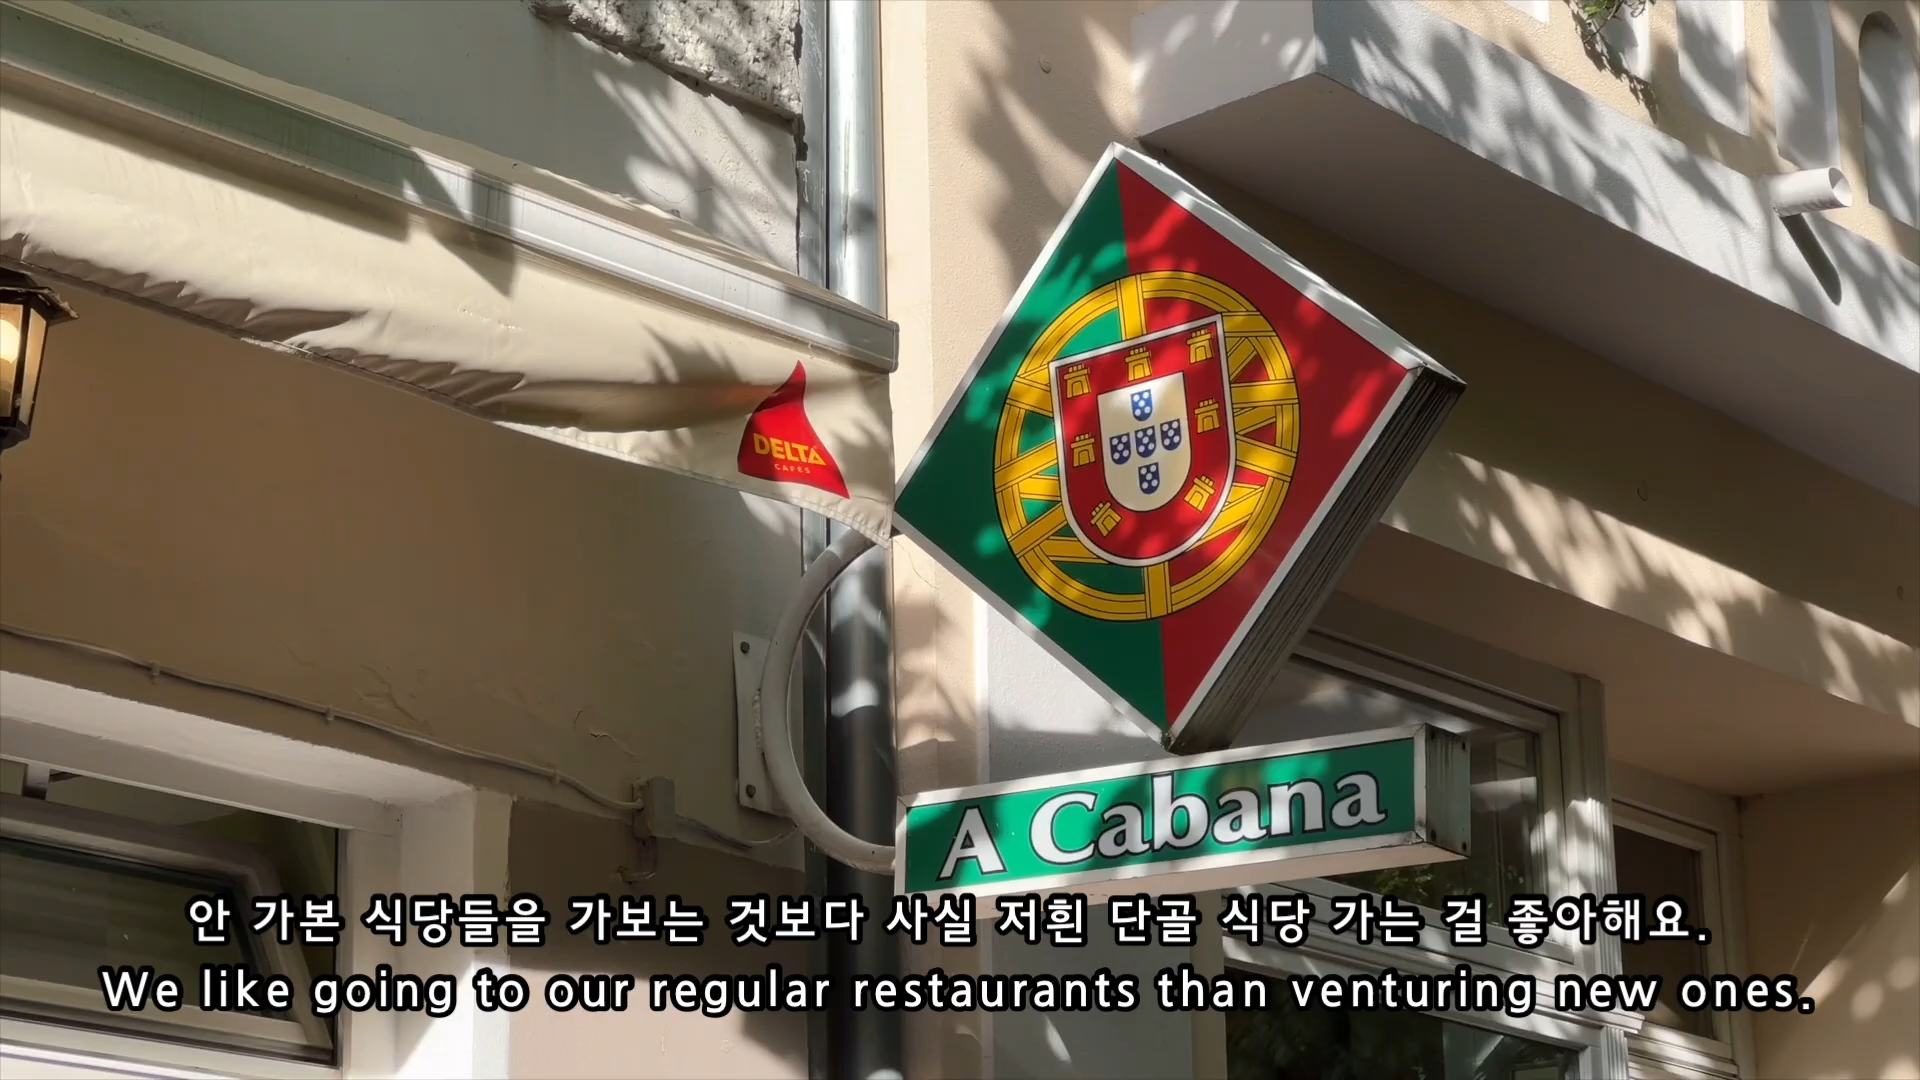 DELTA
CAFÉS
A Cabana
안 가본 식당들을 가보는 것보다 사실 저흰 단골 식당 가는 걸 좋아해요.
We like going to our regular restaurants than venturing new ones.